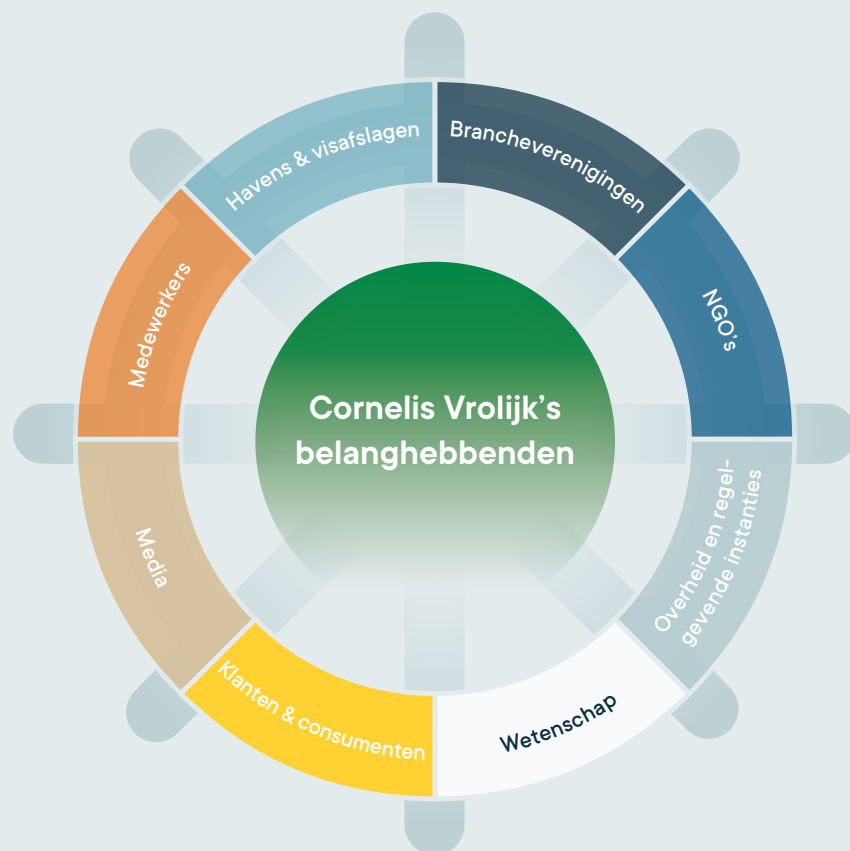 Cornelis Vrolijk’s
belanghebbenden
Brancheverenigingen
NGO’s
Overheid en regel-
gevende instanties
Wetenschap
Klanten & consumenten
Media
Medewerkers
Havens & visafslagen